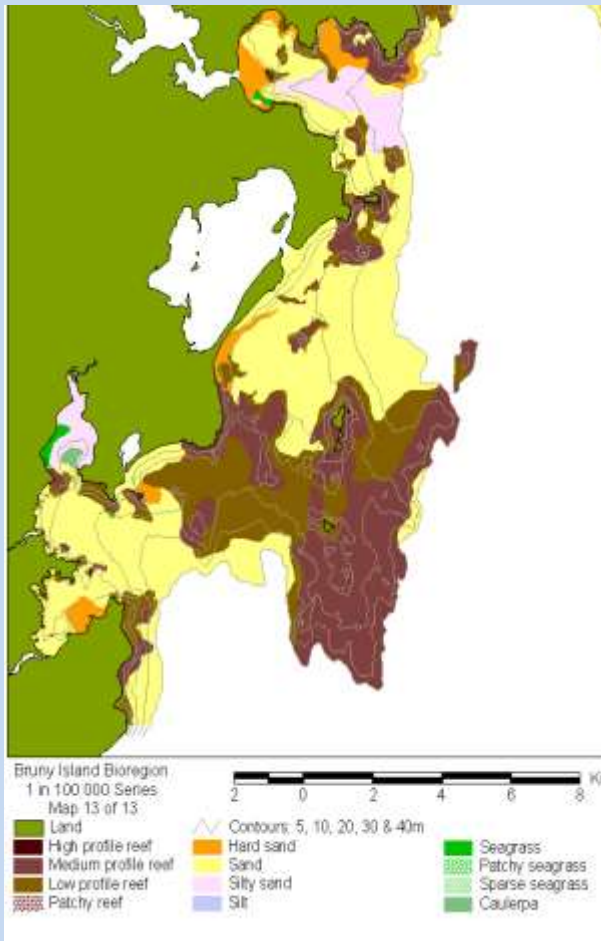 Bruny Island Bioregion
1 in 100 000 Series
Map 13 of 13
2 0 2 4 6 8 Ki
Land
High profile reef
Medium profile reef
Low profile reef
Patchy reef
Contours: 5, 10, 20, 30 & 40m
Hard sand
Sand
Silty sand
Silt
Seagrass
Patchy seagrass
Sparse seagrass
Caulerpa